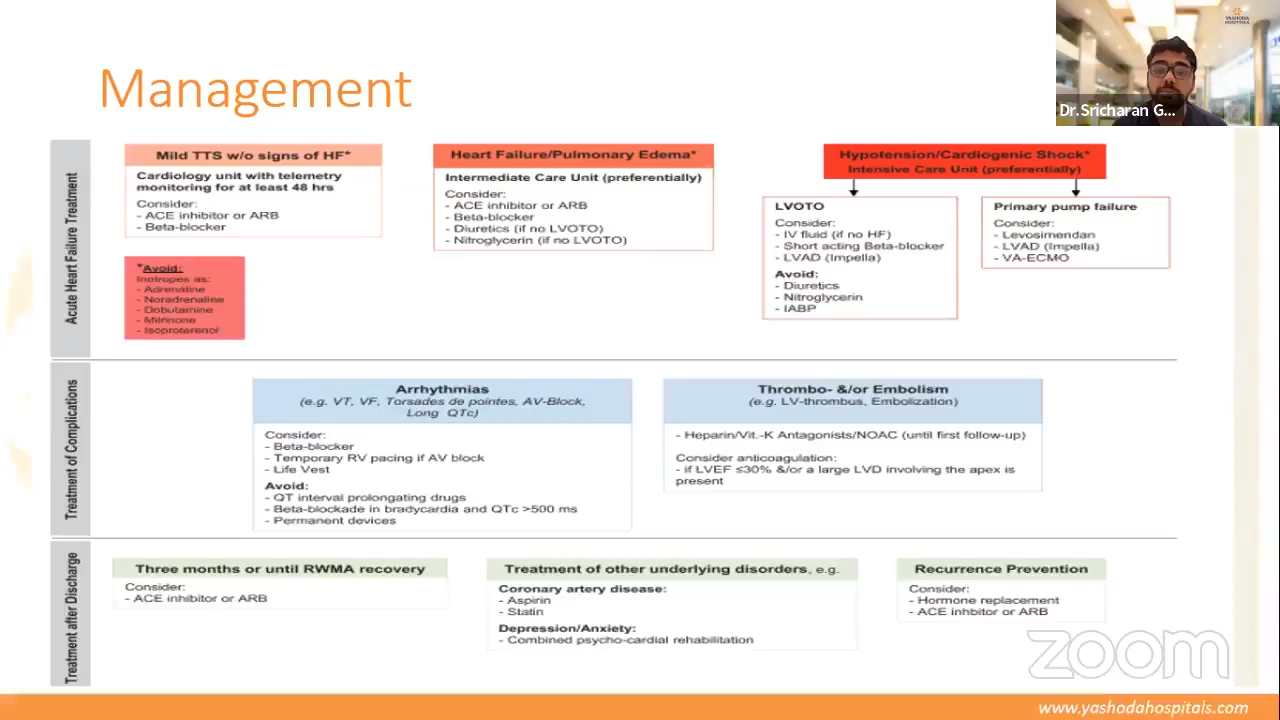 YASHODA
HOSPITALS
Dr.Sricharan G...
Management
Acute Heart Failure Treatment
Mild TTS w/o signs of HF*
Cardiology unit with telemetry
monitoring for at least 48 hrs
Consider:
- ACE inhibitor or ARB
- Beta-blocker
*Avoid:
Inotropes as:
- Adrenaline
- Noradrenaline
- Dobutamine
- Milrinone
- Isoproterenol
Heart Failure/Pulmonary Edema*
Intermediate Care Unit (preferentially)
Consider:
- ACE inhibitor or ARB
- Beta-blocker
- Diuretics (if no LVOTO)
- Nitroglycerin (if no LVOTO)
Hypotension/Cardiogenic Shock*
Intensive Care Unit (preferentially)
LVOTO
Consider:
- IV fluid (if no HF)
- Short acting Beta-blocker
- LVAD (Impella)
Avoid:
- Diuretics
- Nitroglycerin
- IABP
Primary pump failure
Consider:
- Levosimendan
- LVAD (Impella)
- VA-ECMO
Treatment of Complications
Arrhythmias
(e.g. VT, VF, Torsades de pointes, AV-Block,
Long QTc)
Consider:
- Beta-blocker
- Temporary RV pacing if AV block
- Life Vest
Avoid:
- QT interval prolongating drugs
- Beta-blockade in bradycardia and QTc >500 ms
- Permanent devices
Thrombo- &/or Embolism
(e.g. LV-thrombus, Embolization)
- Heparin/Vit.-K Antagonists/NOAC (until first follow-up)
Consider anticoagulation:
- if LVEF ≤30% &/or a large LVD involving the apex is
present
Treatment after Discharge
Three months or until RWMA recovery
Consider:
- ACE inhibitor or ARB
Treatment of other underlying disorders, e.g.
Coronary artery disease:
- Aspirin
- Statin
Depression/Anxiety:
- Combined psycho-cardial rehabilitation
Recurrence Prevention
Consider:
- Hormone replacement
- ACE inhbitor or ARB
zoom
www.yashodahospitals.com